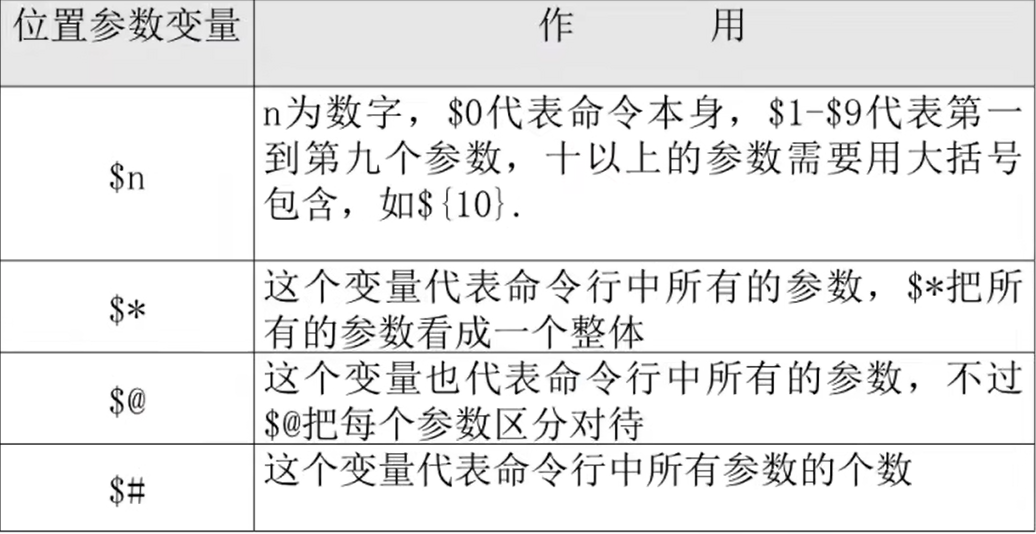 位置参数变量 作 用
$n
n为数字，$0代表命令本身，$1-$9代表第一
到第九个参数，十以上的参数需要用大括号
包含，如${10}.
$*
这个变量代表命令行中所有的参数，$*把所
有的参数看成一个整体
$@
这个变量也代表命令行中所有的参数，不过
$@把每个参数区分对待
$#
这个变量代表命令行中所有参数的个数